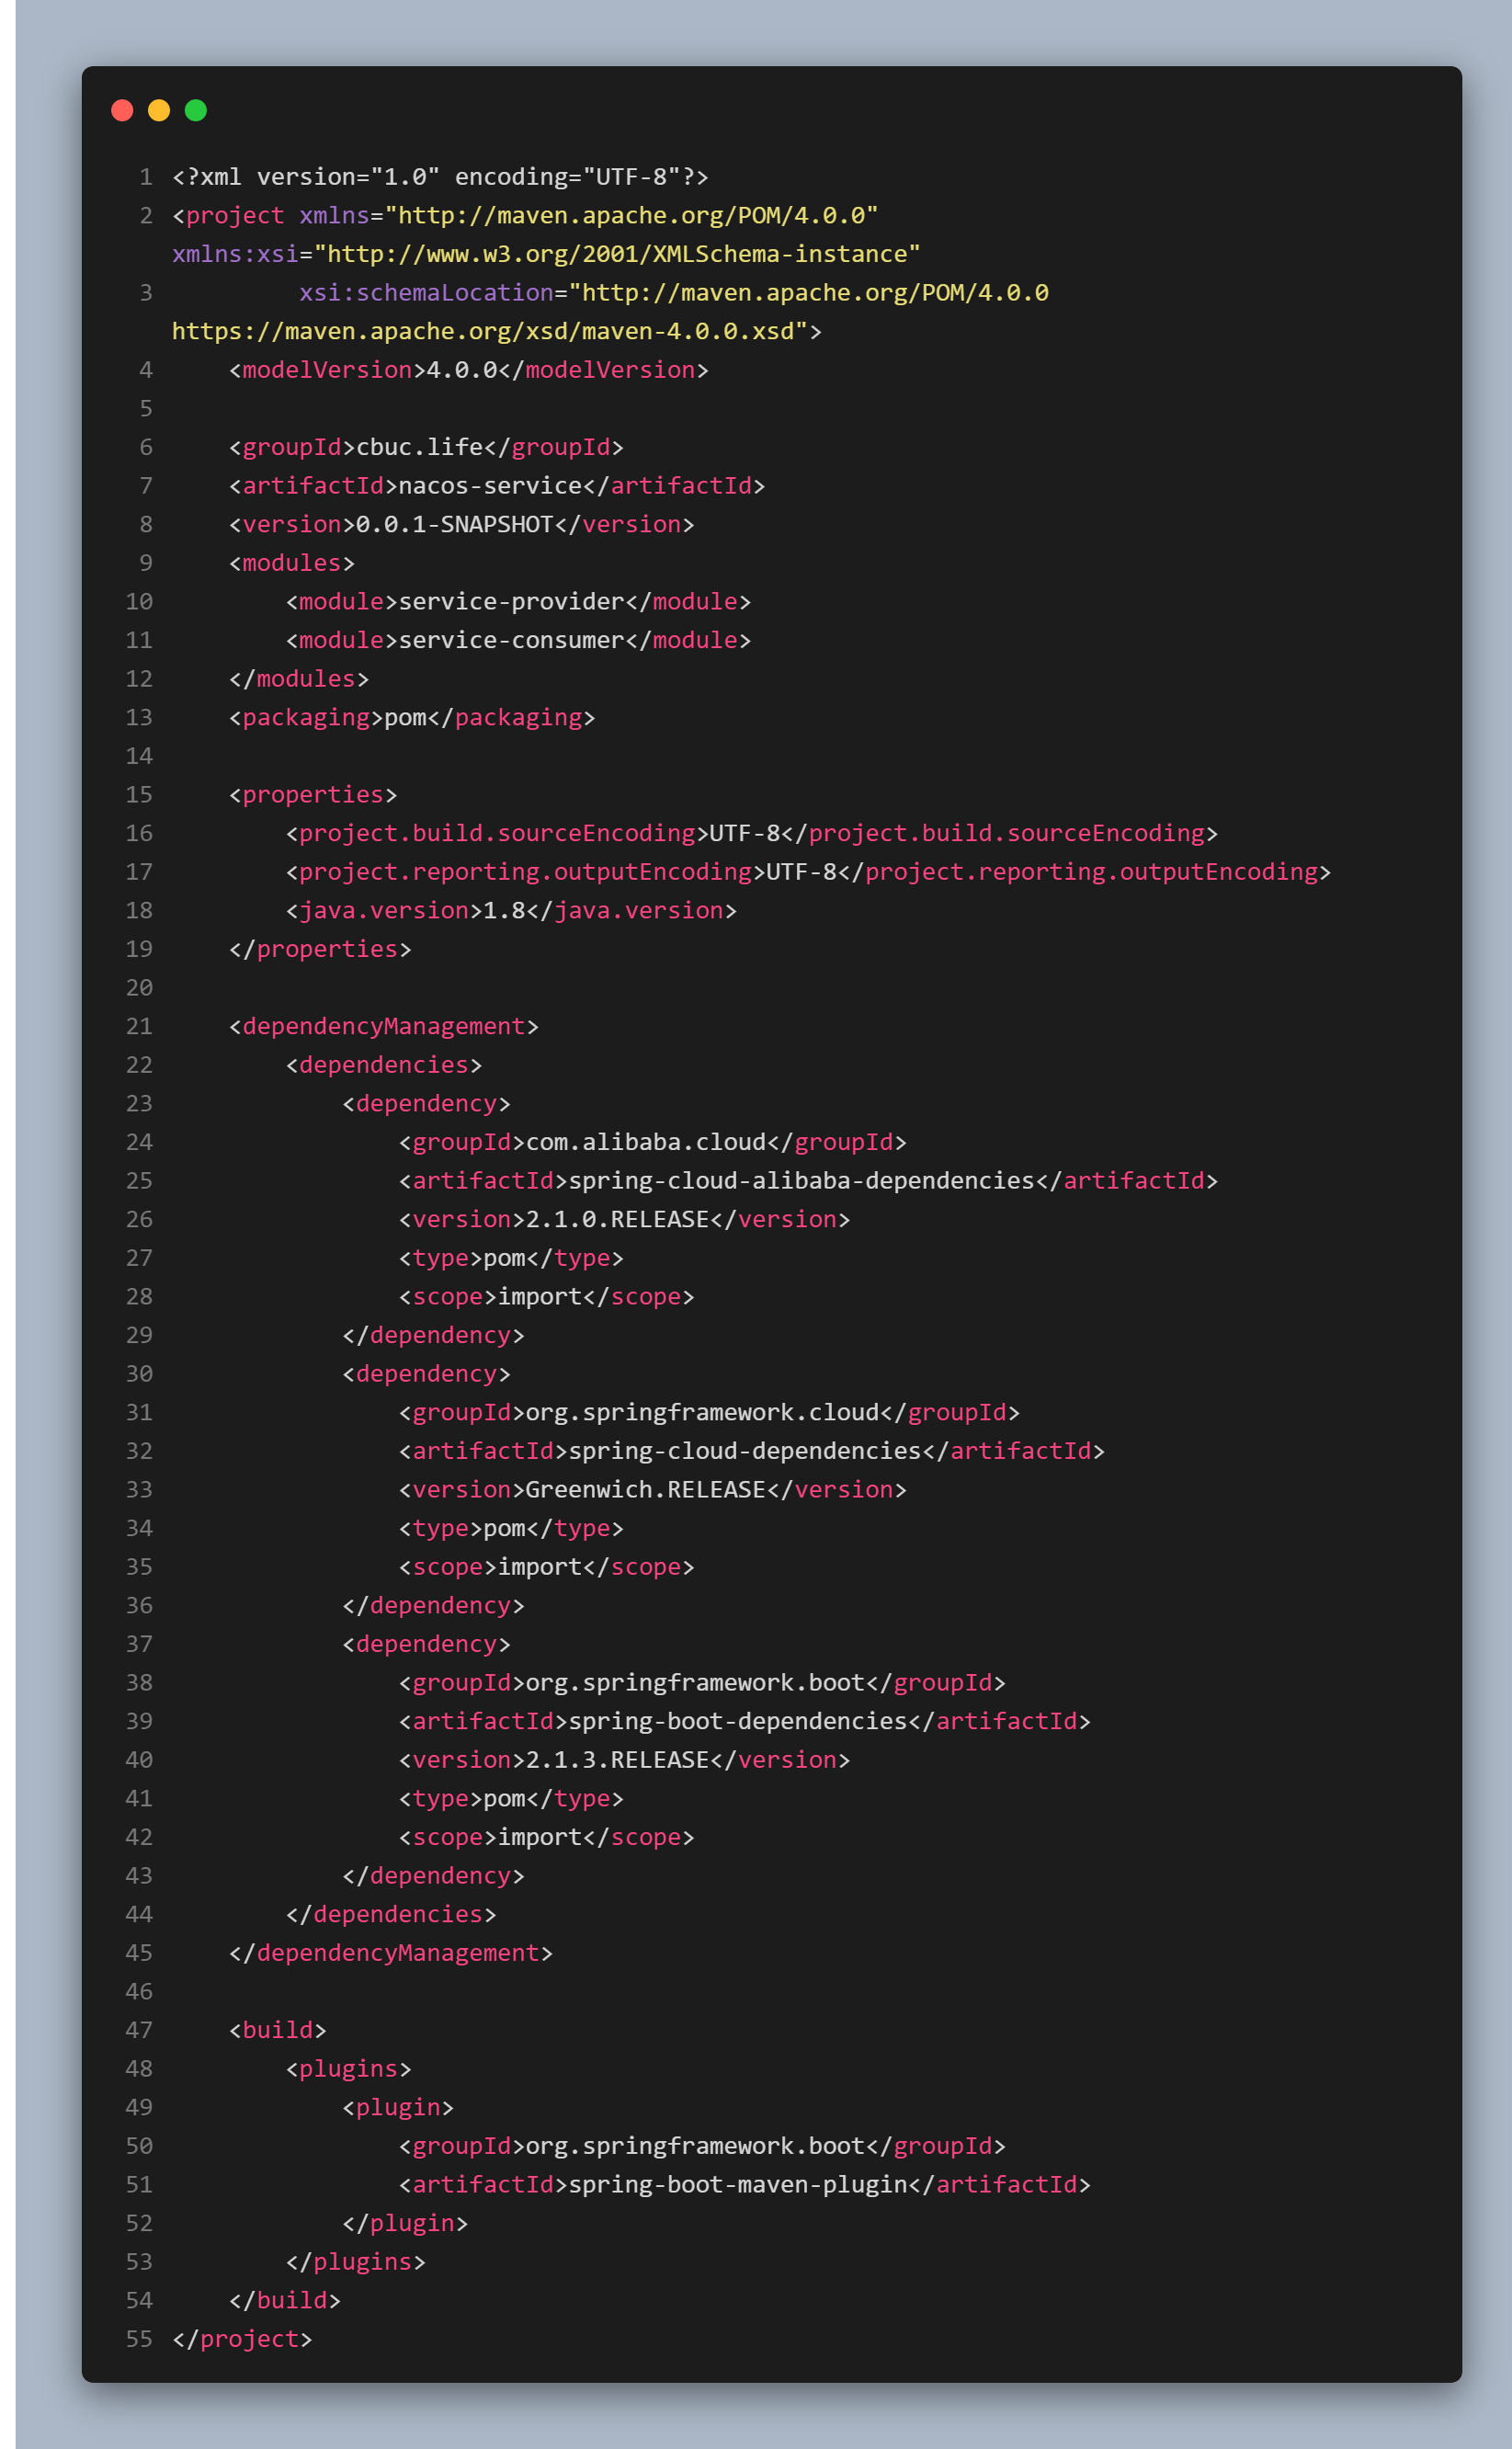 1 <?xml version="1.0" encoding="UTF-8"?>
2 <project xmlns="http://maven.apache.org/POM/4.0.0"
xmlns:xsi="http://www.w3.org/2001/XMLSchema-instance"
3          xsi:schemaLocation="http://maven.apache.org/POM/4.0.0
https://maven.apache.org/xsd/maven-4.0.0.xsd">
4     <modelVersion>4.0.0</modelVersion>
5
6     <groupId>cbuc.life</groupId>
7     <artifactId>nacos-service</artifactId>
8     <version>0.0.1-SNAPSHOT</version>
9     <modules>
10         <module>service-provider</module>
11         <module>service-consumer</module>
12     </modules>
13     <packaging>pom</packaging>
14
15     <properties>
16         <project.build.sourceEncoding>UTF-8</project.build.sourceEncoding>
17         <project.reporting.outputEncoding>UTF-8</project.reporting.outputEncoding>
18         <java.version>1.8</java.version>
19     </properties>
20
21     <dependencyManagement>
22         <dependencies>
23             <dependency>
24                 <groupId>com.alibaba.cloud</groupId>
25                 <artifactId>spring-cloud-alibaba-dependencies</artifactId>
26                 <version>2.1.0.RELEASE</version>
27                 <type>pom</type>
28                 <scope>import</scope>
29             </dependency>
30             <dependency>
31                 <groupId>org.springframework.cloud</groupId>
32                 <artifactId>spring-cloud-dependencies</artifactId>
33                 <version>Greenwich.RELEASE</version>
34                 <type>pom</type>
35                 <scope>import</scope>
36             </dependency>
37             <dependency>
38                 <groupId>org.springframework.boot</groupId>
39                 <artifactId>spring-boot-dependencies</artifactId>
40                 <version>2.1.3.RELEASE</version>
41                 <type>pom</type>
42                 <scope>import</scope>
43             </dependency>
44         </dependencies>
45     </dependencyManagement>
46
47     <build>
48         <plugins>
49             <plugin>
50                 <groupId>org.springframework.boot</groupId>
51                 <artifactId>spring-boot-maven-plugin</artifactId>
52             </plugin>
53         </plugins>
54     </build>
55 </project>